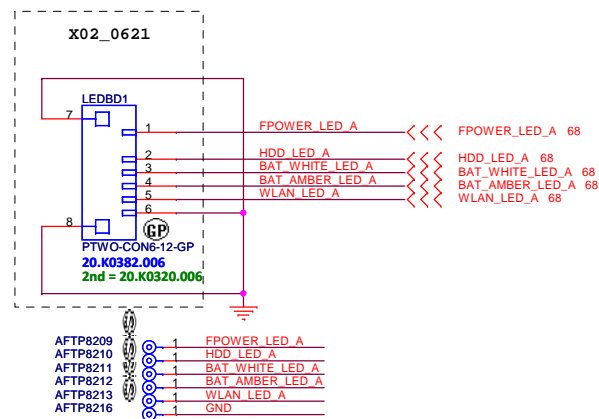 X02_0621
LEDBD1
7
1 FPOWER_LED_A FPOWER_LED_A 68
2 HDD_LED_A HDD_LED_A 68
3 BAT_WHITE_LED_A BAT_WHITE_LED_A 68
4 BAT_AMBER_LED_A BAT_AMBER_LED_A 68
5 WLAN_LED_A WLAN_LED_A 68
6
8
GP
PTWO-CON6-12-GP
20.K0382.006
2nd = 20.K0320.006
AFTP8209 1 FPOWER_LED_A
AFTP8210 1 HDD_LED_A
AFTP8211 1 BAT_WHITE_LED_A
AFTP8212 1 BAT_AMBER_LED_A
AFTP8213 1 WLAN_LED_A
AFTP8216 1 GND